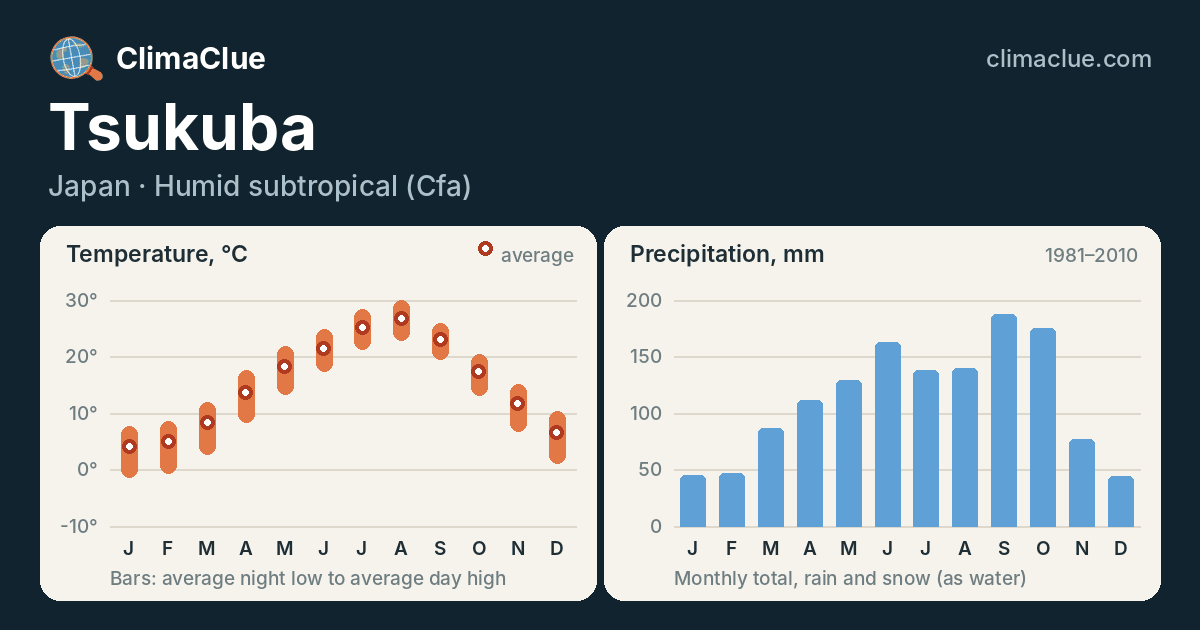 ClimaClue
climaclue.com
Tsukuba
Japan · Humid subtropical (Cfa)
Temperature, °C
average
30°
20°
10°
0°
-10°
J F M A M J J A S O N D
Bars: average night low to average day high
Precipitation, mm
1981–2010
200
150
100
50
0
J F M A M J J A S O N D
Monthly total, rain and snow (as water)